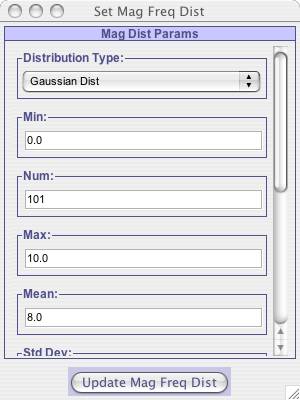 Set Mag Freq Dist
Mag Dist Params
Distribution Type:
Gaussian Dist
Min:
0.0
Num:
101
Max:
10.0
Mean:
8.0
Std Dev:
Update Mag Freq Dist